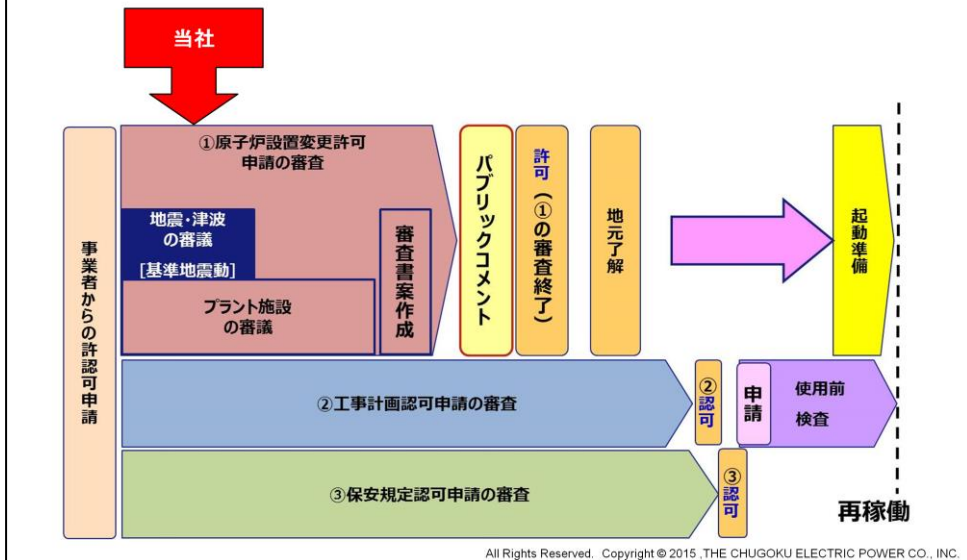 当社
事業者からの許認可申請
①原子炉設置変更許可
申請の審査
地震・津波
の審議
[基準地震動]
プラント施設
の審議
審査書案作成
パブリックコメント
許可(①の審査終了)
地元了解
起動準備
②工事計画認可申請の審査
②認可
申請
使用前
検査
③保安規定認可申請の審査
③認可
再稼働
All Rights Reserved. Copyright © 2015 ,THE CHUGOKU ELECTRIC POWER CO., INC.